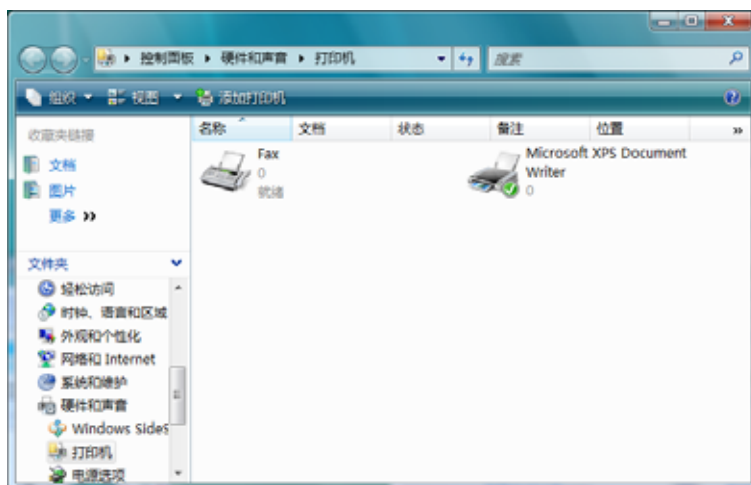 控制面板 ▸ 硬件和声音 ▸ 打印机
搜索
组织 视图 添加打印机
收藏夹链接
文档
图片
更多 »
文件夹
轻松访问
时钟、语言和区域
外观和个性化
网络和 Internet
系统和维护
硬件和声音
Windows SideS
打印机
电源选项
名称 文档 状态 备注 位置 »
Fax
0
就绪
Microsoft XPS Document
Writer
0